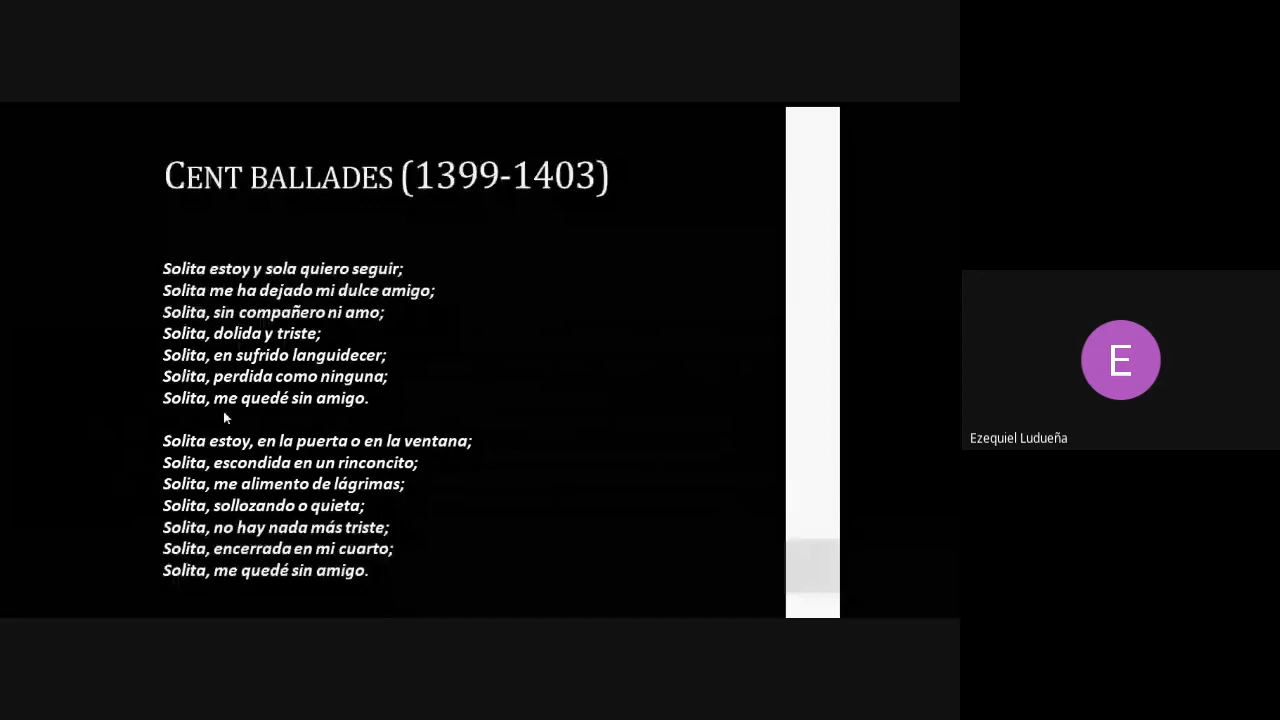 CENT BALLADES (1399-1403)
Solita estoy y sola quiero seguir;
Solita me ha dejado mi dulce amigo;
Solita, sin compañero ni amo;
Solita, dolida y triste;
Solita, en sufrido languidecer;
Solita, perdida como ninguna;
Solita, me quedé sin amigo.
Solita estoy, en la puerta o en la ventana;
Solita, escondida en un rinconcito;
Solita, me alimento de lágrimas;
Solita, sollozando o quieta;
Solita, no hay nada más triste;
Solita, encerrada en mi cuarto;
Solita, me quedé sin amigo.
E
Ezequiel Ludueña